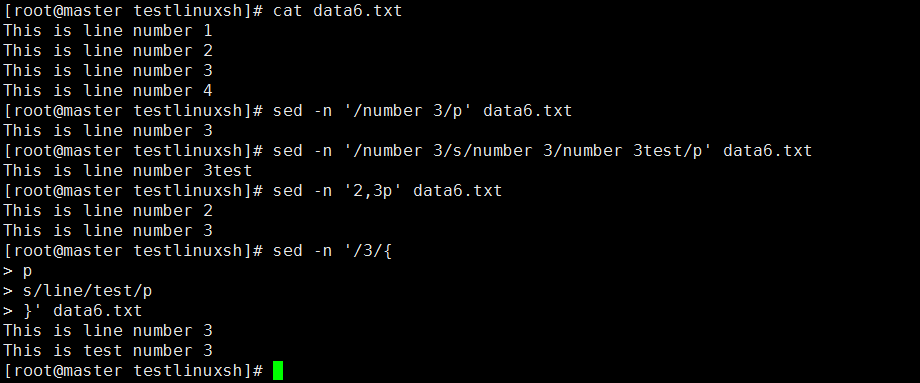 [root@master testlinuxsh]# cat data6.txt
This is line number 1
This is line number 2
This is line number 3
This is line number 4
[root@master testlinuxsh]# sed -n '/number 3/p' data6.txt
This is line number 3
[root@master testlinuxsh]# sed -n '/number 3/s/number 3/number 3test/p' data6.txt
This is line number 3test
[root@master testlinuxsh]# sed -n '2,3p' data6.txt
This is line number 2
This is line number 3
[root@master testlinuxsh]# sed -n '/3/{
> p
> s/line/test/p
> }' data6.txt
This is line number 3
This is test number 3
[root@master testlinuxsh]#